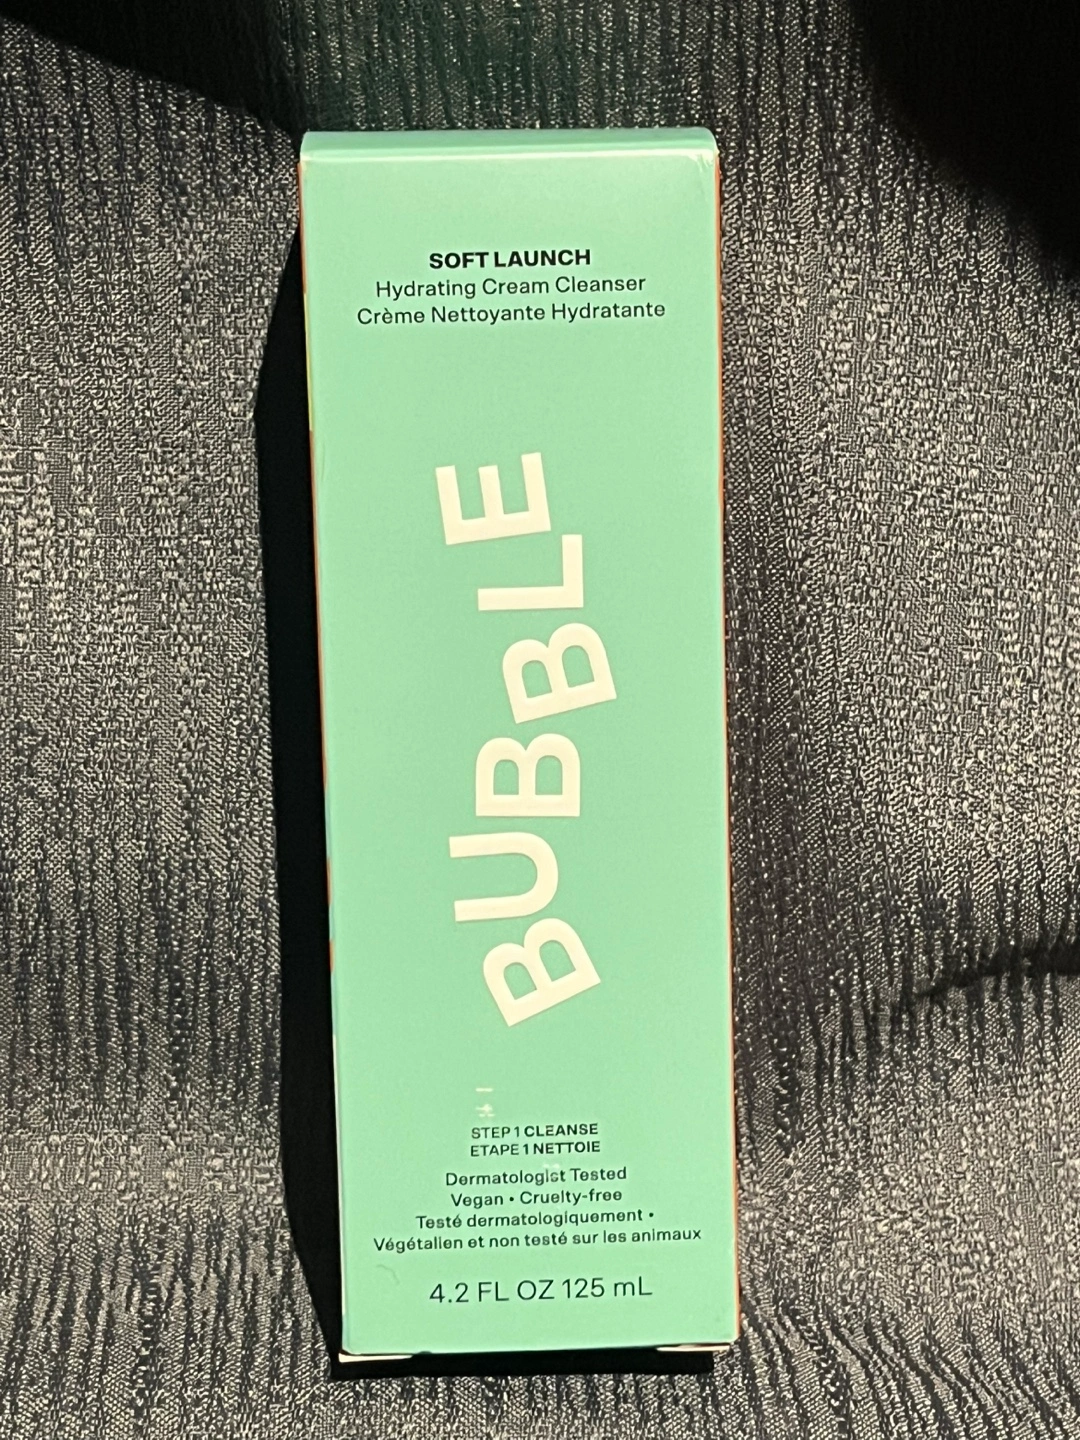 SOFT LAUNCH
Hydrating Cream Cleanser
Crème Nettoyante Hydratante
BUBBLE
STEP 1 CLEANSE
ETAPE 1 NETTOIE
Dermatologist Tested
Vegan • Cruelty-free
Testé dermatologiquement •
Végétalien et non testé sur les animaux
4.2 FL OZ 125 mL